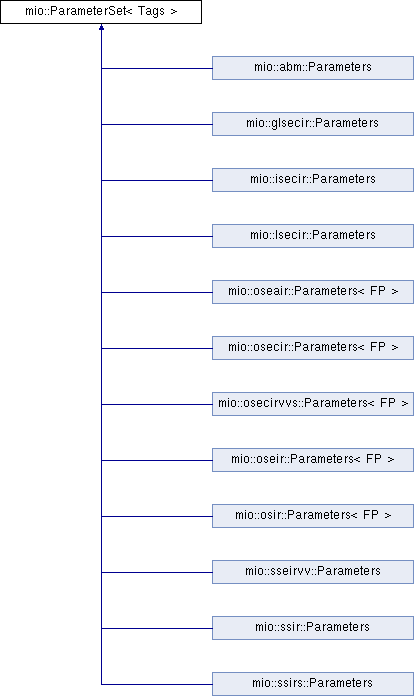 mio::ParameterSet< Tags >
mio::abm::Parameters
mio::glsecir::Parameters
mio::isecir::Parameters
mio::lsecir::Parameters
mio::oseair::Parameters< FP >
mio::osecir::Parameters< FP >
mio::osecirvvs::Parameters< FP >
mio::oseir::Parameters< FP >
mio::osir::Parameters< FP >
mio::sseirvv::Parameters
mio::ssir::Parameters
mio::ssirs::Parameters